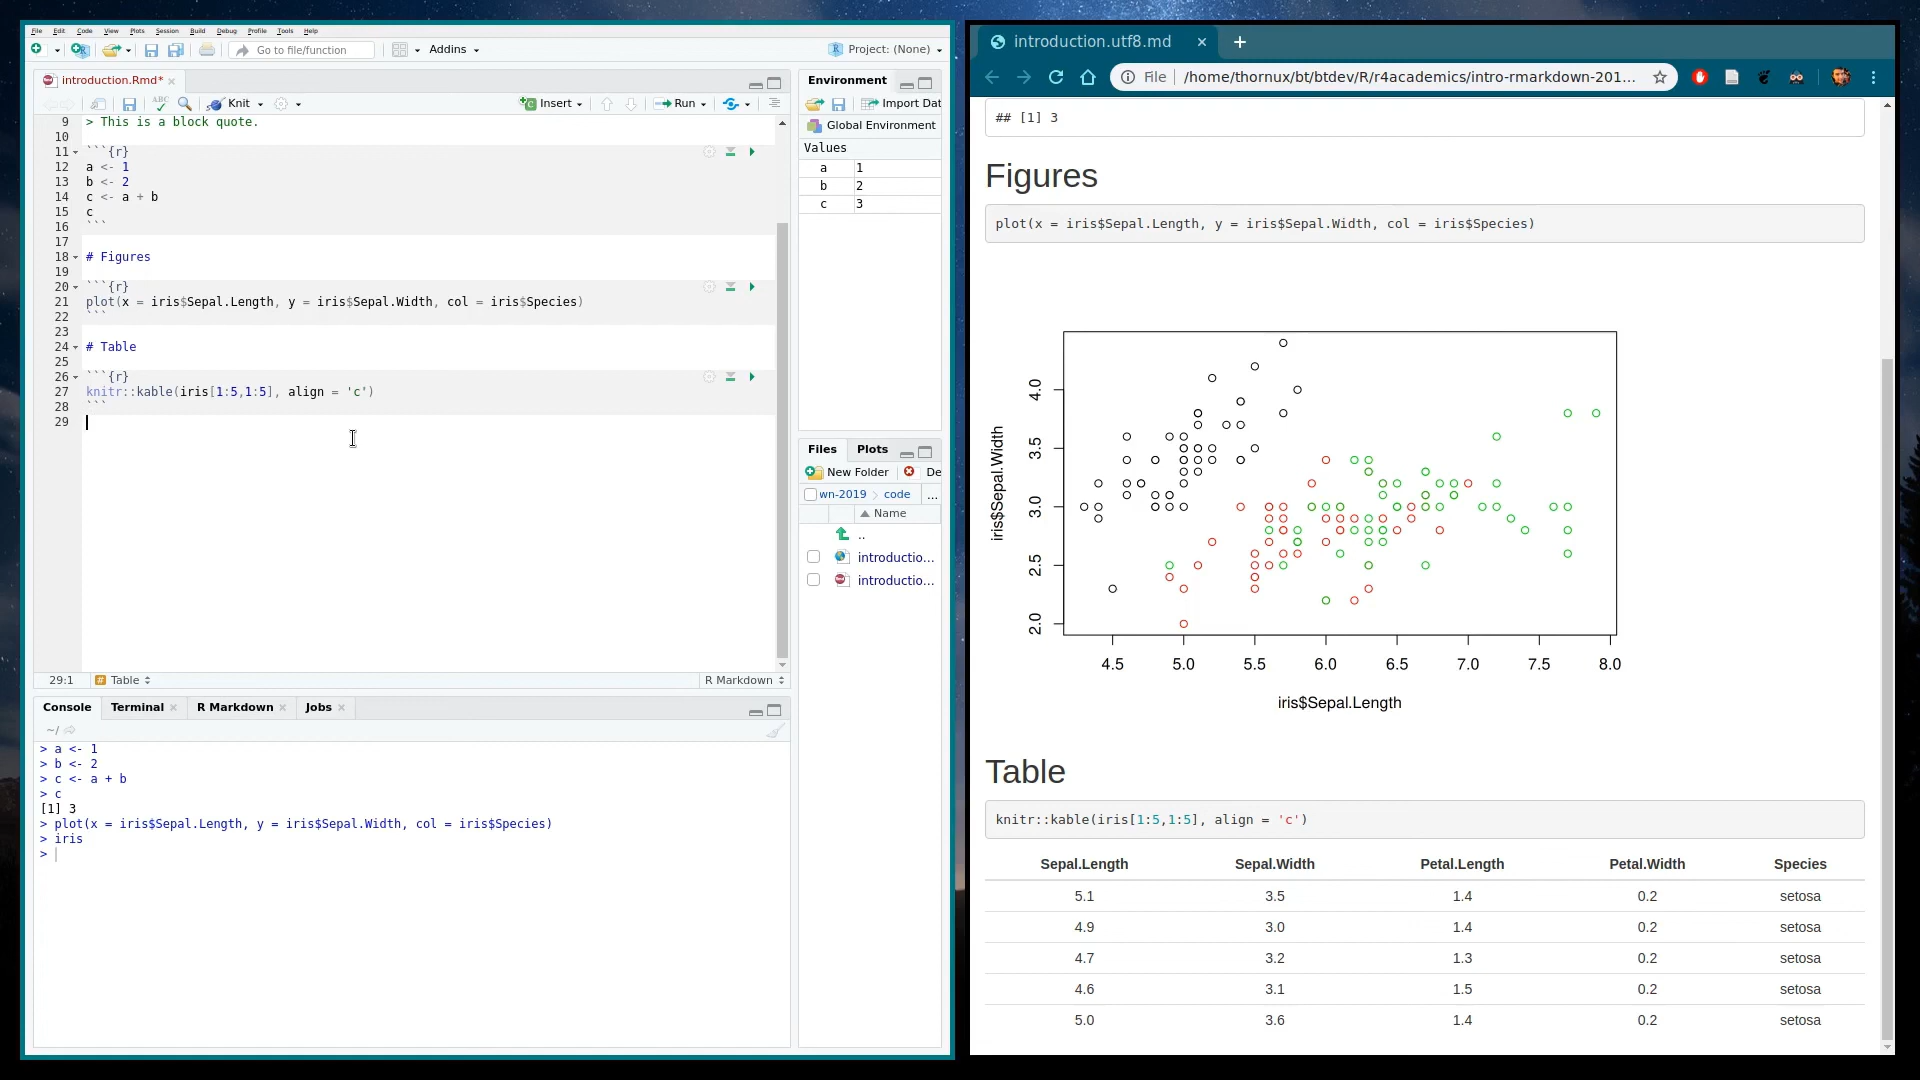 File Edit Code View Plots Session Build Debug Profile Tools Help
Go to file/function Addins Project: (None)
introduction.Rmd*
ABC Knit Insert Run
9 > This is a block quote.
10
11 ```{r}
12 a <- 1
13 b <- 2
14 c <- a + b
15 c
16 ```
17
18 # Figures
19
20 ```{r}
21 plot(x = iris$Sepal.Length, y = iris$Sepal.Width, col = iris$Species)
22 ```
23
24 # Table
25
26 ```{r}
27 knitr::kable(iris[1:5,1:5], align = 'c')
28 ```
29
29:1 # Table R Markdown
Console Terminal R Markdown Jobs
~/
> a <- 1
> b <- 2
> c <- a + b
> c
[1] 3
> plot(x = iris$Sepal.Length, y = iris$Sepal.Width, col = iris$Species)
> iris
>
Environment
Import Dat
Global Environment
Values
a 1
b 2
c 3
Files Plots
New Folder De
wn-2019 > code ...
Name
..
introductio...
introductio...
introduction.utf8.md
File /home/thornux/bt/btdev/R/r4academics/intro-rmarkdown-201...
## [1] 3
Figures
plot(x = iris$Sepal.Length, y = iris$Sepal.Width, col = iris$Species)
iris$Sepal.Width
4.0
3.5
3.0
2.5
2.0
4.5 5.0 5.5 6.0 6.5 7.0 7.5 8.0
iris$Sepal.Length
Table
knitr::kable(iris[1:5,1:5], align = 'c')
Sepal.Length Sepal.Width Petal.Length Petal.Width Species
5.1 3.5 1.4 0.2 setosa
4.9 3.0 1.4 0.2 setosa
4.7 3.2 1.3 0.2 setosa
4.6 3.1 1.5 0.2 setosa
5.0 3.6 1.4 0.2 setosa